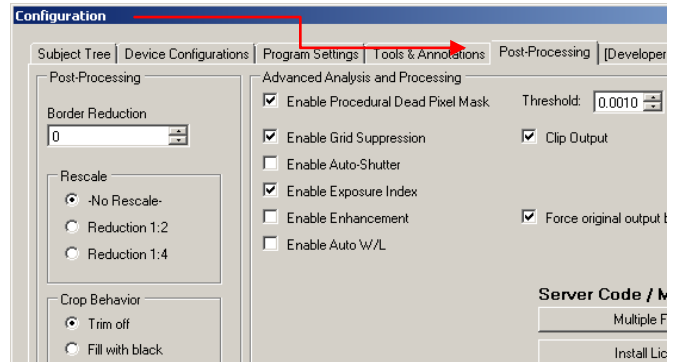 Configuration
Subject Tree Device Configurations Program Settings Tools & Annotations Post-Processing [Developer
Post-Processing
Border Reduction
0
Rescale
-No Rescale-
Reduction 1:2
Reduction 1:4
Crop Behavior
Trim off
Fill with black
Advanced Analysis and Processing
Enable Procedural Dead Pixel Mask Threshold: 0.0010
Enable Grid Suppression Clip Output
Enable Auto-Shutter
Enable Exposure Index
Enable Enhancement Force original output
Enable Auto W/L
Server Code /
Multiple F
Install Lic